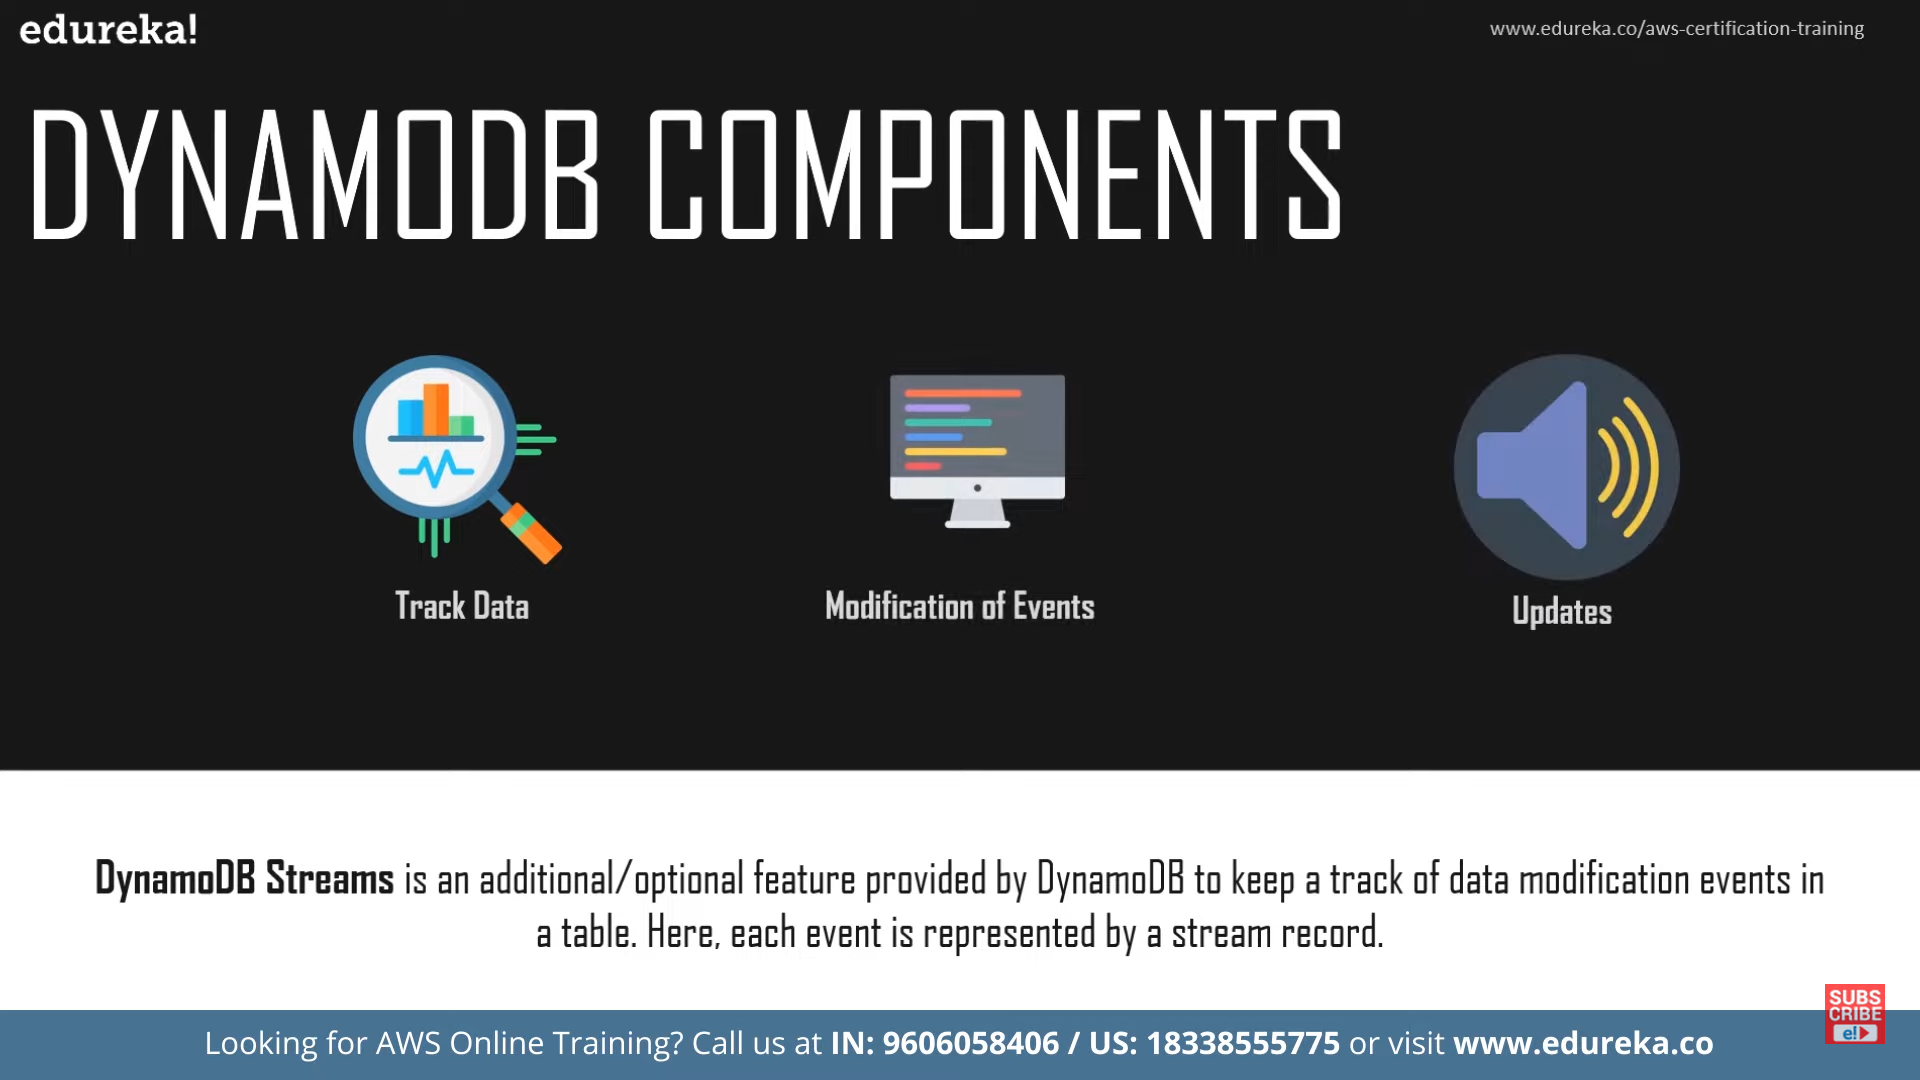 edureka!
www.edureka.co/aws-certification-training
DYNAMODB COMPONENTS
Track Data
Modification of Events
Updates
DynamoDB Streams is an additional/optional feature provided by DynamoDB to keep a track of data modification events in
a table. Here, each event is represented by a stream record.
SUBS
CRIBE
e!
Looking for AWS Online Training? Call us at IN: 9606058406 / US: 18338555775 or visit www.edureka.co